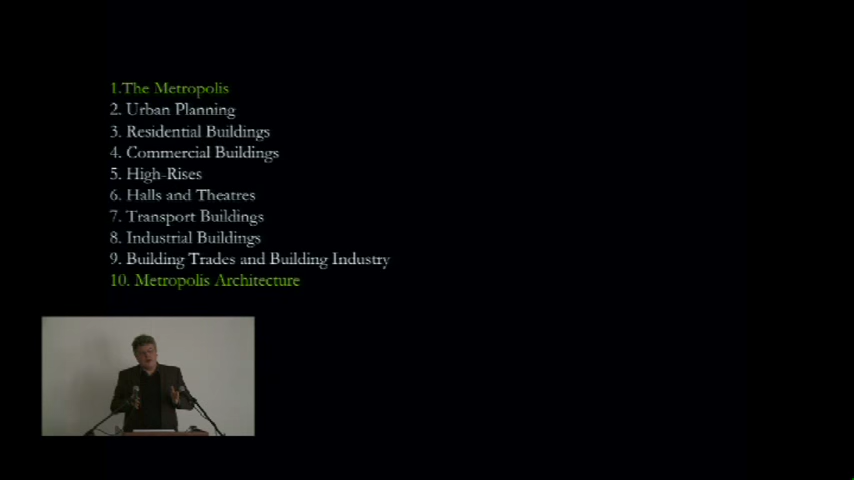 1.The Metropolis
2. Urban Planning
3. Residential Buildings
4. Commercial Buildings
5. High-Rises
6. Halls and Theatres
7. Transport Buildings
8. Industrial Buildings
9. Building Trades and Building Industry
10. Metropolis Architecture